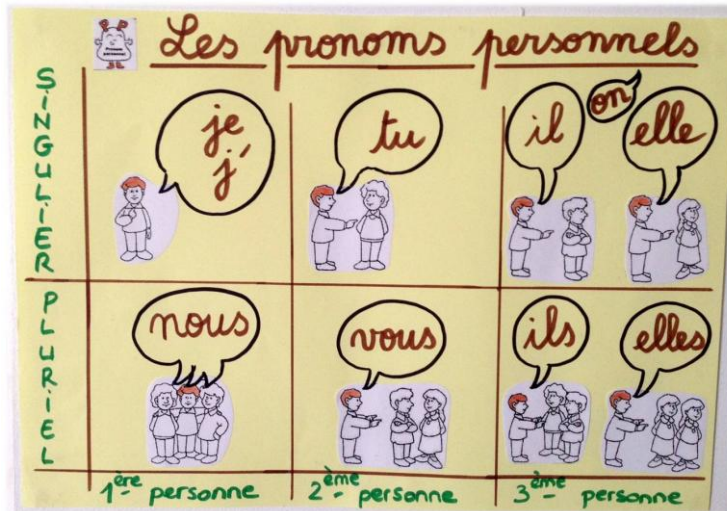 Les pronoms personnels
SINGULIER
je
j'
tu
il
on
elle
PLURIEL
nous
vous
ils
elles
1ère personne
2ème personne
3ème personne